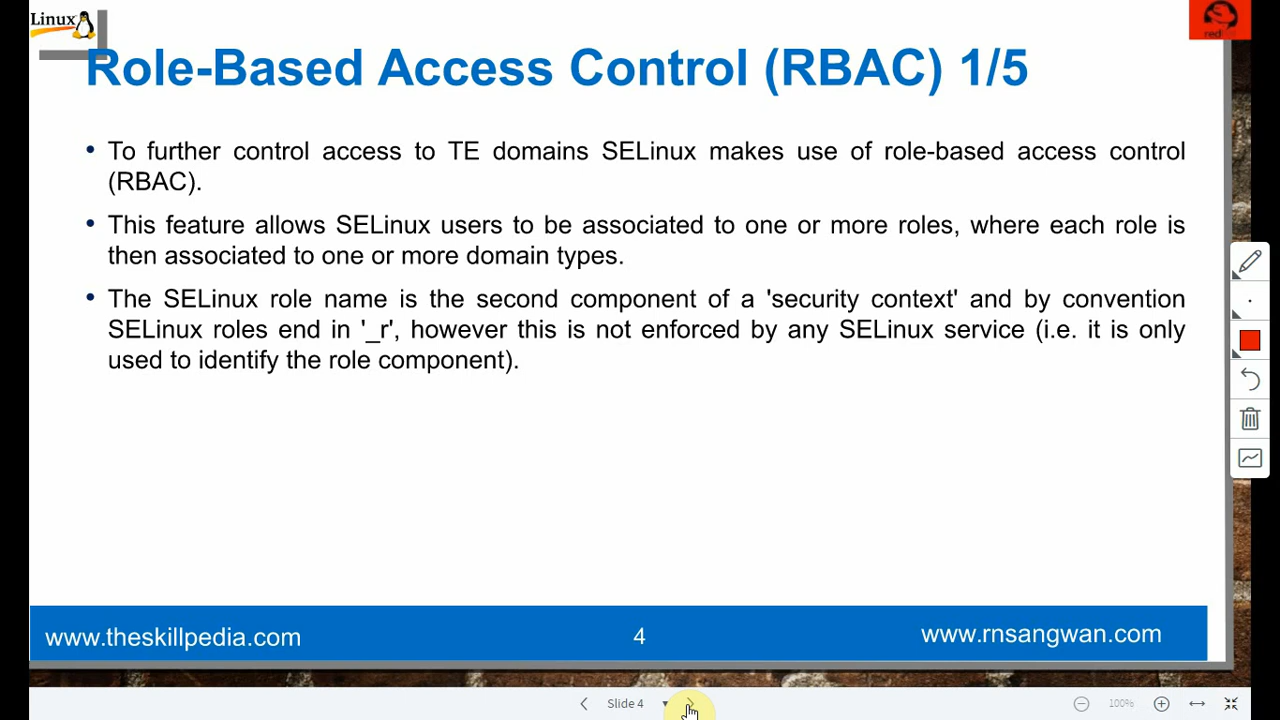 Linux
red
Role-Based Access Control (RBAC) 1/5
• To further control access to TE domains SELinux makes use of role-based access control
(RBAC).
• This feature allows SELinux users to be associated to one or more roles, where each role is
then associated to one or more domain types.
• The SELinux role name is the second component of a 'security context' and by convention
SELinux roles end in '_r', however this is not enforced by any SELinux service (i.e. it is only
used to identify the role component).
www.theskillpedia.com
4
www.rnsangwan.com
Slide 4
100%